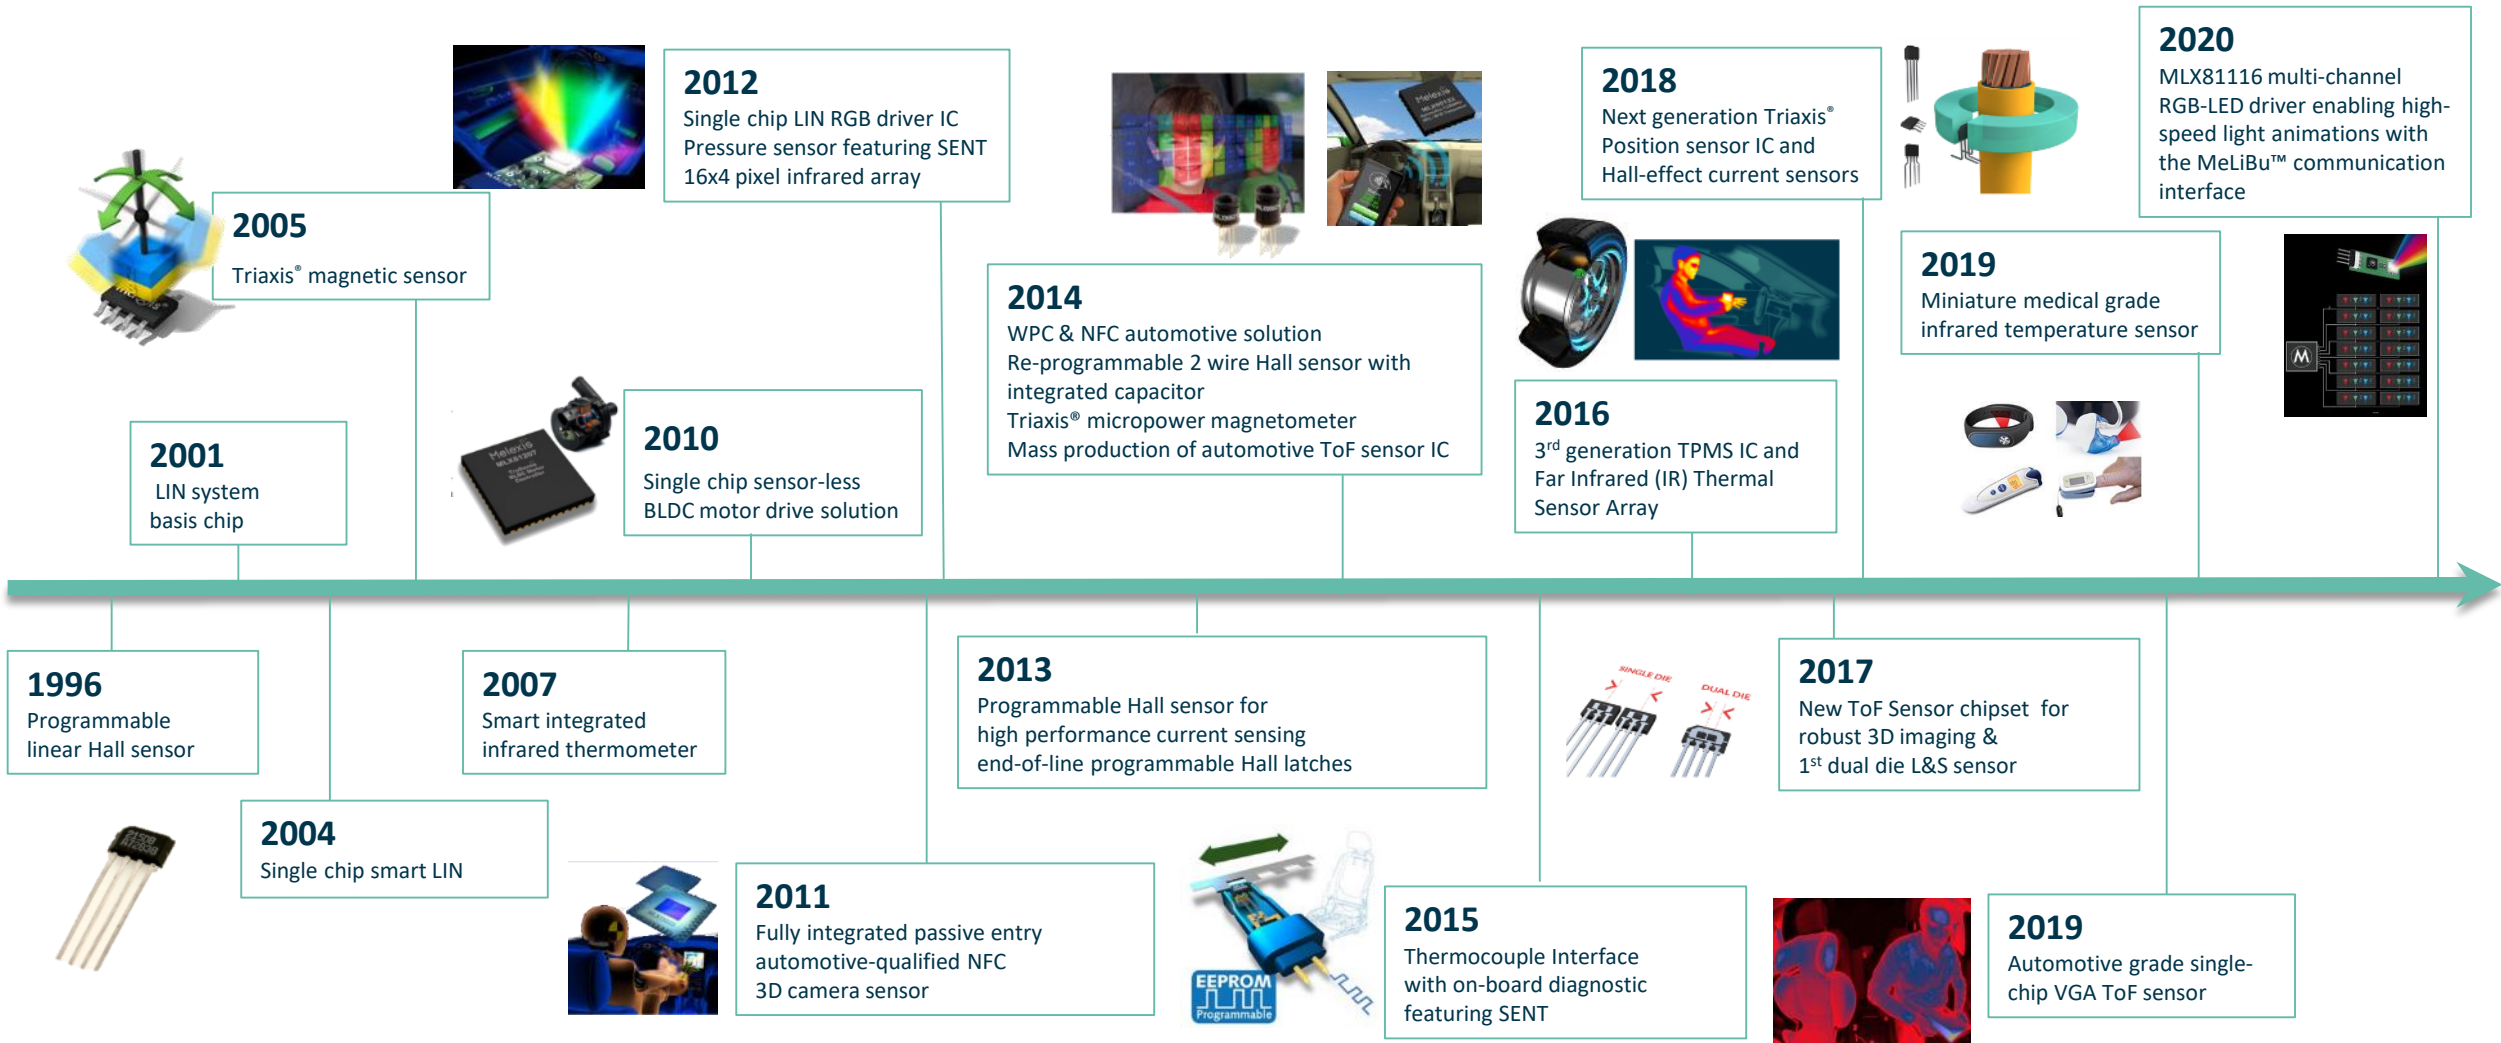 2020
MLX81116 multi-channel
RGB-LED driver enabling high-
speed light animations with
the MeLiBu™ communication
interface
2012
Single chip LIN RGB driver IC
Pressure sensor featuring SENT
16x4 pixel infrared array
2018
Next generation Triaxis®
Position sensor IC and
Hall-effect current sensors
Melexis
2005
Triaxis® magnetic sensor
2019
Miniature medical grade
infrared temperature sensor
2014
WPC & NFC automotive solution
Re-programmable 2 wire Hall sensor with
integrated capacitor
Triaxis® micropower magnetometer
Mass production of automotive ToF sensor IC
M
2016
3rd generation TPMS IC and
Far Infrared (IR) Thermal
Sensor Array
2010
Single chip sensor-less
BLDC motor drive solution
Melexis
MLX81207
2001
LIN system
basis chip
1996
Programmable
linear Hall sensor
2007
Smart integrated
infrared thermometer
2013
Programmable Hall sensor for
high performance current sensing
end-of-line programmable Hall latches
SINGLE DIE
DUAL DIE
2017
New ToF Sensor chipset for
robust 3D imaging &
1st dual die L&S sensor
2004
Single chip smart LIN
2011
Fully integrated passive entry
automotive-qualified NFC
3D camera sensor
EEPROM
Programmable
2015
Thermocouple Interface
with on-board diagnostic
featuring SENT
2019
Automotive grade single-
chip VGA ToF sensor